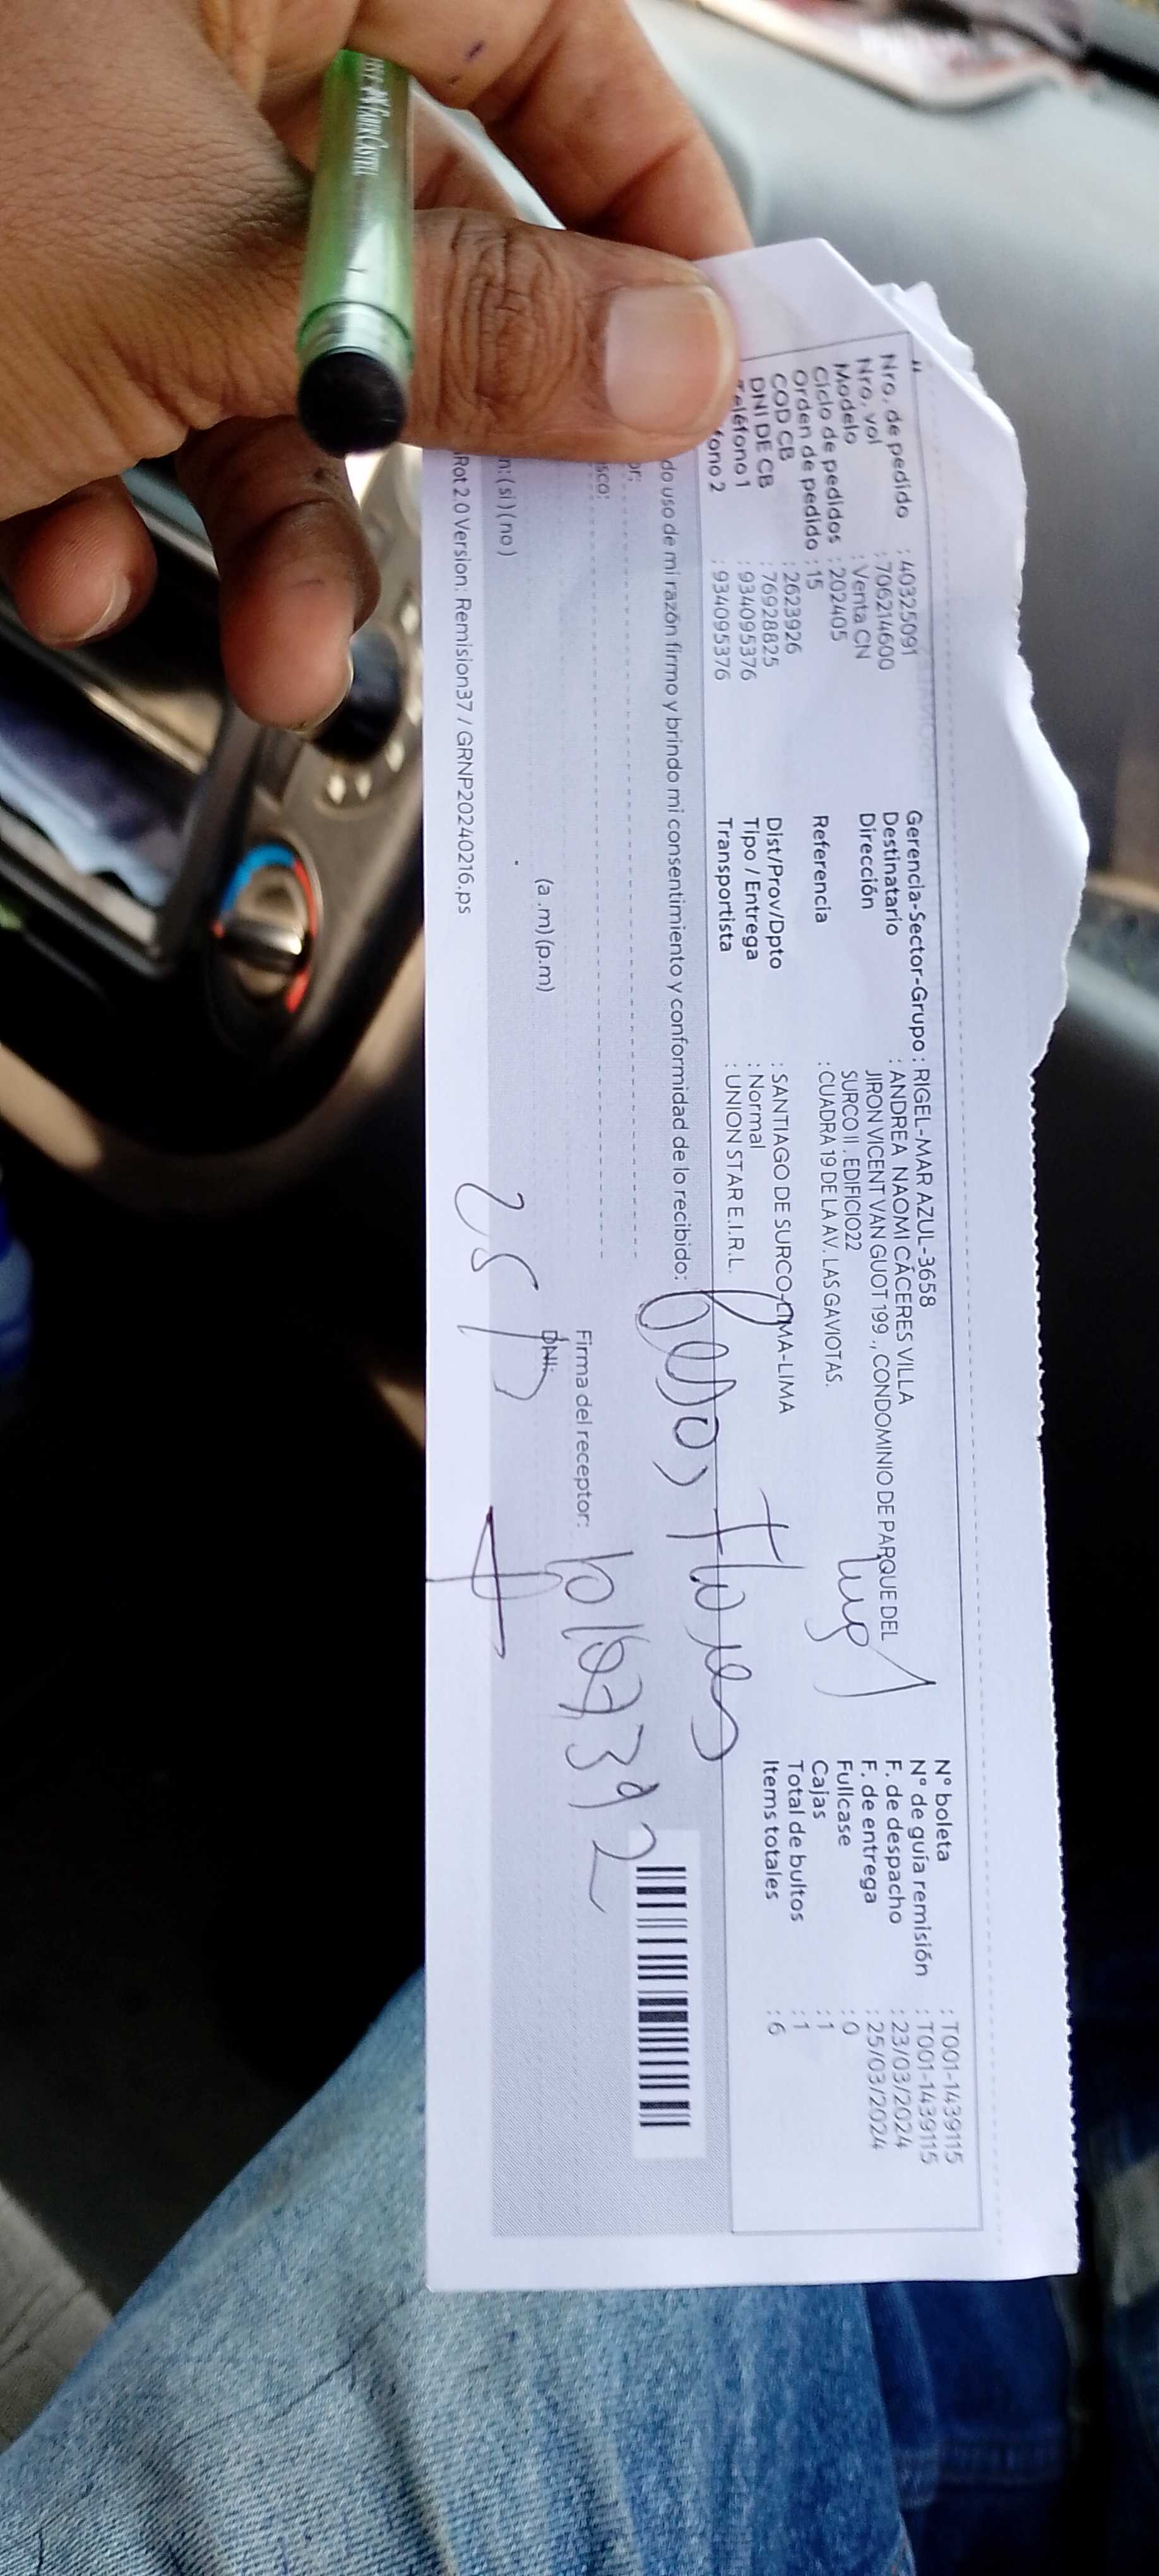 FABER-CASTELL
Nro. de pedido : 40325091
Nro. vol : 706214600
Modelo : Venta CN
Ciclo de pedidos : 202405
Orden de pedido : 15
COD CB : 2623926
DNI DE CB : 76928825
Teléfono 1 : 934095376
fono 2 : 934095376
Gerencia-Sector-Grupo : RIGEL-MAR AZUL-3658
Destinatario : ANDREA NAOMI CÁCERES VILLA
Dirección JIRON VICENT VAN GUOT 199 ., CONDOMINIO DE PARQUE DEL
SURCO II . EDIFICIO22
Referencia : CUADRA 19 DE LA AV. LAS GAVIOTAS.
Dist/Prov/Dpto : SANTIAGO DE SURCO-LIMA-LIMA
Tipo / Entrega : Normal
Transportista : UNION STAR E.I.R.L.
N° boleta : T001-1439115
N° de guía remisión : T001-1439115
F. de despacho : 23/03/2024
F. de entrega : 25/03/2024
Fullcase : 0
Cajas : 1
Total de bultos : 1
Items totales : 6
do uso de mi razón firmo y brindo mi consentimiento y conformidad de lo recibido:
Flores
or:
sco:
Firma del receptor:
(a .m) (p.m)
DNI:
n: ( si ) ( no )
Rot 2.0 Version: Remision37 / GRNP20240216.ps